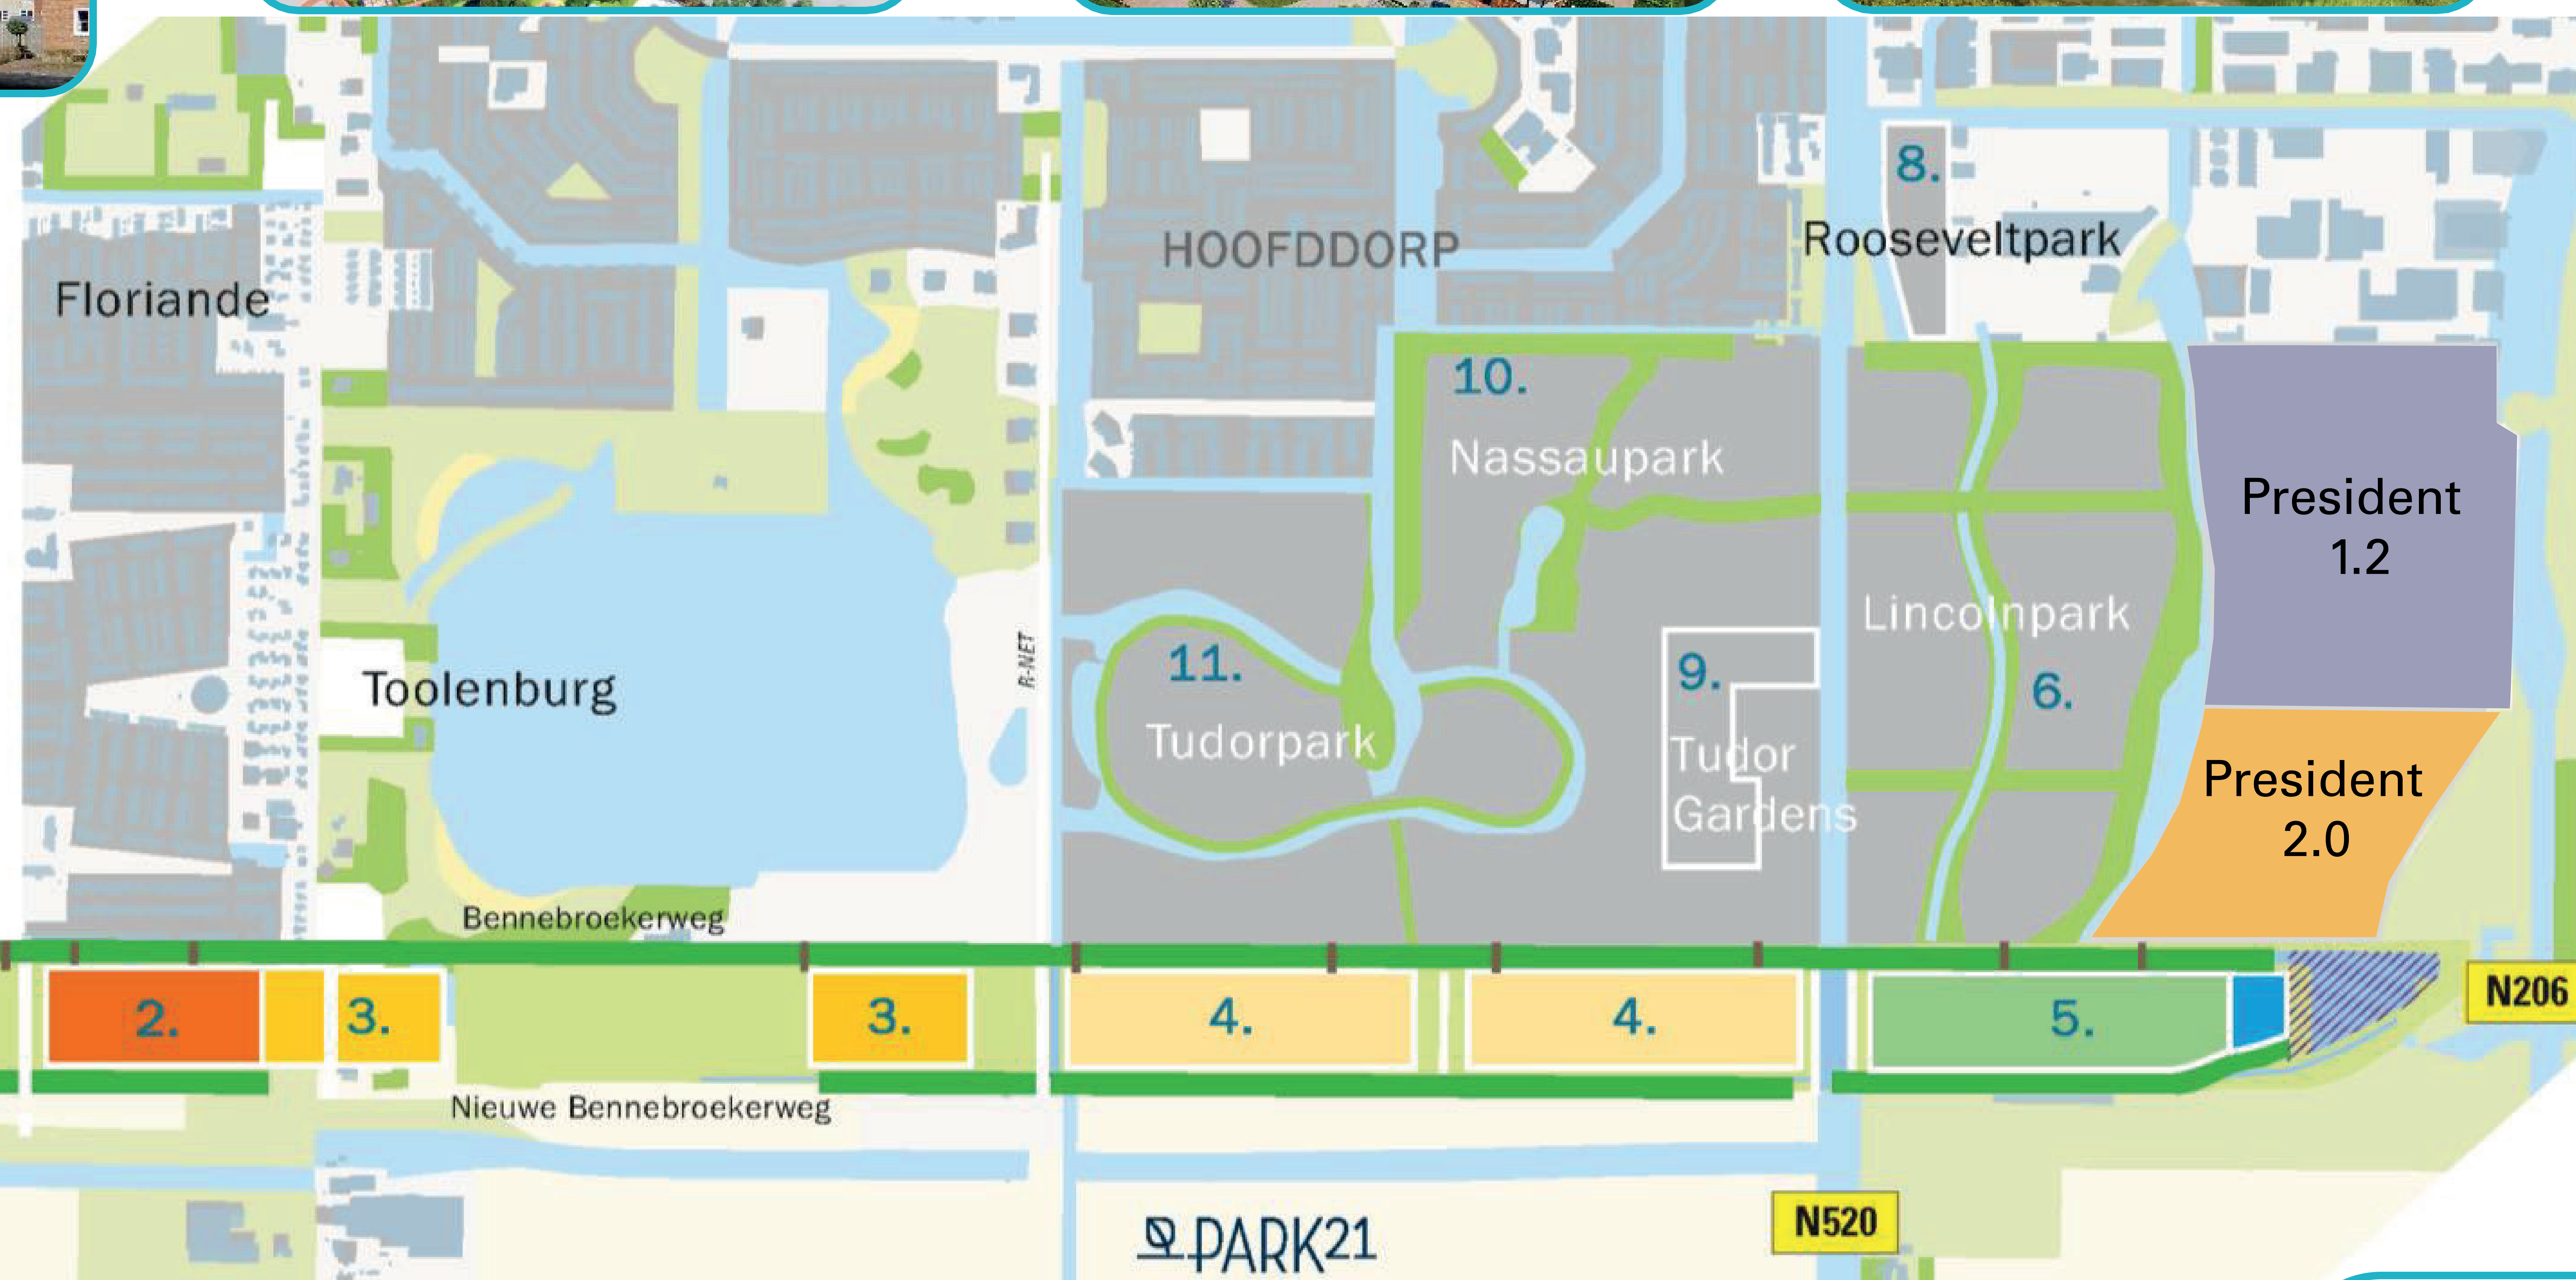 8.
Rooseveltpark
HOOFDDORP
Floriande
10.
Nassaupark
President
1.2
Lincolnpark
R-NET
11.
9.
6.
Toolenburg
Tudorpark
Tudor
Gardens
President
2.0
Bennebroekerweg
N206
2.
3.
3.
4.
4.
5.
Nieuwe Bennebroekerweg
N520
PARK21